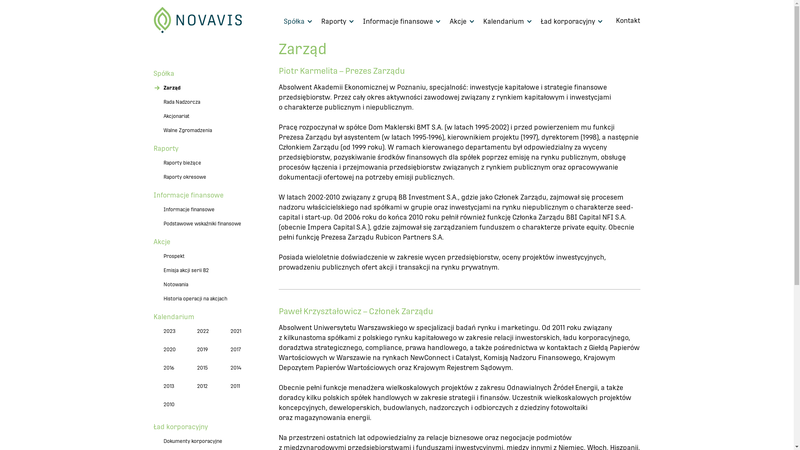 NOVAVIS
Spółka Raporty Informacje finansowe Akcje Kalendarium Ład korporacyjny Kontakt
Spółka
Zarząd
Rada Nadzorcza
Akcjonariat
Walne Zgromadzenia
Raporty
Raporty bieżące
Raporty okresowe
Informacje finansowe
Informacje finansowe
Podstawowe wskaźniki finansowe
Akcje
Prospekt
Emisja akcji serii B2
Notowania
Historia operacji na akcjach
Kalendarium
2023 2022 2021
2020 2019 2017
2016 2015 2014
2013 2012 2011
2010
Ład korporacyjny
Dokumenty korporacyjne
Zarząd
Piotr Karmelita – Prezes Zarządu
Absolwent Akademii Ekonomicznej w Poznaniu, specjalność: inwestycje kapitałowe i strategie finansowe
przedsiębiorstw. Przez cały okres aktywności zawodowej związany z rynkiem kapitałowym i inwestycjami
o charakterze publicznym i niepublicznym.
Pracę rozpoczynał w spółce Dom Maklerski BMT S.A. (w latach 1995-2002) i przed powierzeniem mu funkcji
Prezesa Zarządu był asystentem (w latach 1995-1996), kierownikiem projektu (1997), dyrektorem (1998), a następnie
Członkiem Zarządu (od 1999 roku). W ramach kierowanego departamentu był odpowiedzialny za wyceny
przedsiębiorstw, pozyskiwanie środków finansowych dla spółek poprzez emisję na rynku publicznym, obsługę
procesów łączenia i przejmowania przedsiębiorstw związanych z rynkiem publicznym oraz opracowywanie
dokumentacji ofertowej na potrzeby emisji publicznych.
W latach 2002-2010 związany z grupą BB Investment S.A., gdzie jako Członek Zarządu, zajmował się procesem
nadzoru właścicielskiego nad spółkami w grupie oraz inwestycjami na rynku niepublicznym o charakterze seed-
capital i start-up. Od 2006 roku do końca 2010 roku pełnił również funkcję Członka Zarządu BBI Capital NFI S.A.
(obecnie Impera Capital S.A.), gdzie zajmował się zarządzaniem funduszem o charakterze private equity. Obecnie
pełni funkcję Prezesa Zarządu Rubicon Partners S.A.
Posiada wieloletnie doświadczenie w zakresie wycen przedsiębiorstw, oceny projektów inwestycyjnych,
prowadzeniu publicznych ofert akcji i transakcji na rynku prywatnym.
Paweł Krzyształowicz – Członek Zarządu
Absolwent Uniwersytetu Warszawskiego w specjalizacji badań rynku i marketingu. Od 2011 roku związany
z kilkunastoma spółkami z polskiego rynku kapitałowego w zakresie relacji inwestorskich, ładu korporacyjnego,
doradztwa strategicznego, compliance, prawa handlowego, a także pośrednictwa w kontaktach z Giełdą Papierów
Wartościowych w Warszawie na rynkach NewConnect i Catalyst, Komisją Nadzoru Finansowego, Krajowym
Depozytem Papierów Wartościowych oraz Krajowym Rejestrem Sądowym.
Obecnie pełni funkcje menadżera wielkoskalowych projektów z zakresu Odnawialnych Źródeł Energii, a także
doradcy kilku polskich spółek handlowych w zakresie strategii i finansów. Uczestnik wielkoskalowych projektów
koncepcyjnych, deweloperskich, budowlanych, nadzorczych i odbiorczych z dziedziny fotowoltaiki
oraz magazynowania energii.
Na przestrzeni ostatnich lat odpowiedzialny za relacje biznesowe oraz negocjacje podmiotów
z międzynarodowymi przedsiębiorstwami i funduszami inwestycyjnymi, między innymi z Niemiec, Włoch, Hiszpanii,